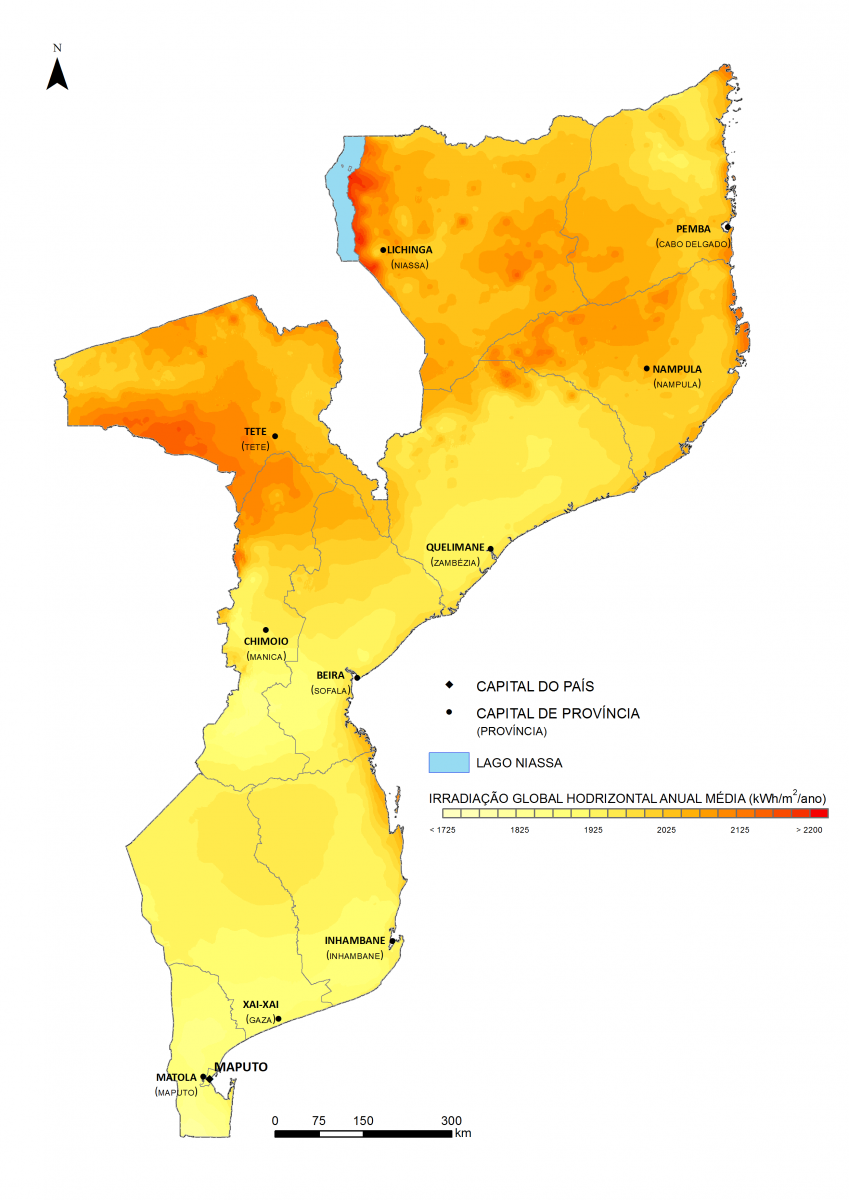 N
PEMBA
(CABO DELGADO)
LICHINGA
(NIASSA)
NAMPULA
(NAMPULA)
TETE
(TETE)
QUELIMANE
(ZAMBÉZIA)
CHIMOIO
(MANICA)
BEIRA
(SOFALA)
CAPITAL DO PAÍS
CAPITAL DE PROVÍNCIA
(PROVÍNCIA)
LAGO NIASSA
IRRADIAÇÃO GLOBAL HODRIZONTAL ANUAL MÉDIA (kWh/m²/ano)
< 1725 1825 1925 2025 2125 > 2200
INHAMBANE
(INHAMBANE)
XAI-XAI
(GAZA)
MAPUTO
MATOLA
(MAPUTO)
0 75 150 300
km